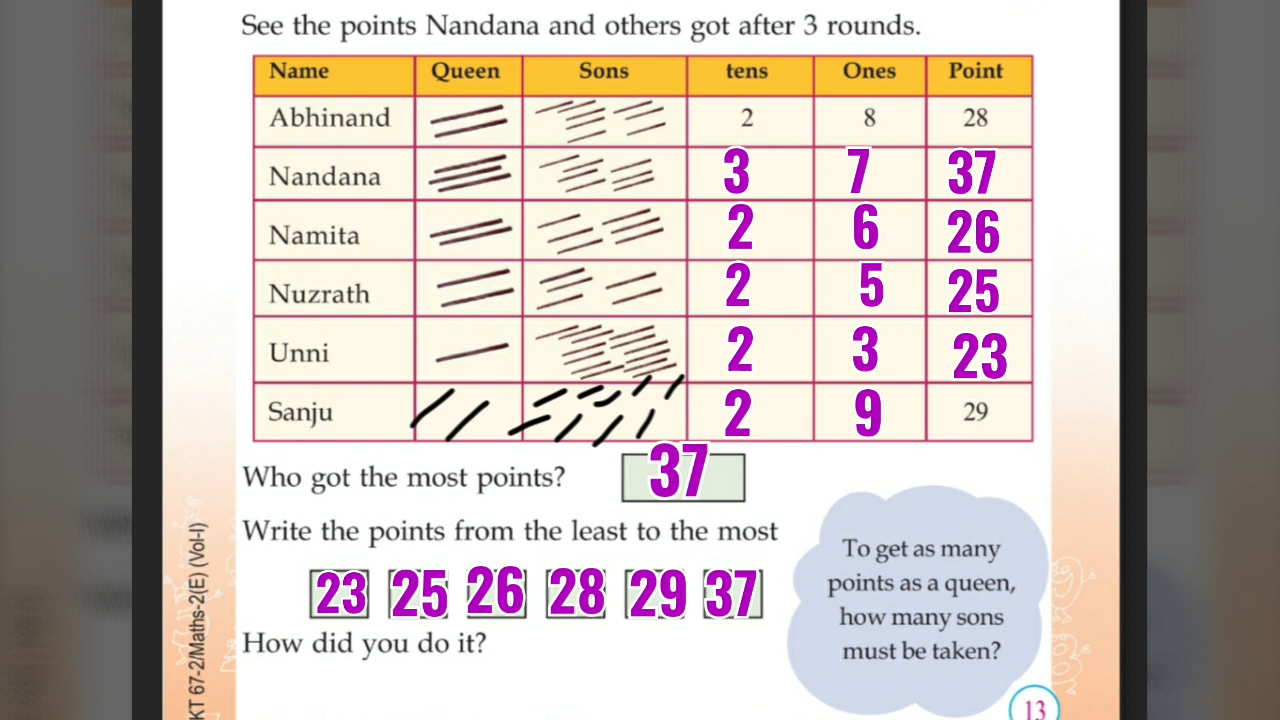 See the points Nandana and others got after 3 rounds.
Name Queen Sons tens Ones Point
Abhinand 2 8 28
Nandana 3 7 37
Namita 2 6 26
Nuzrath 2 5 25
Unni 2 3 23
Sanju 2 9 29
Who got the most points? 37
Write the points from the least to the most
23 25 26 28 29 37
How did you do it?
To get as many
points as a queen,
how many sons
must be taken?
KT 67-2/Maths-2(E) (Vol-I)
13